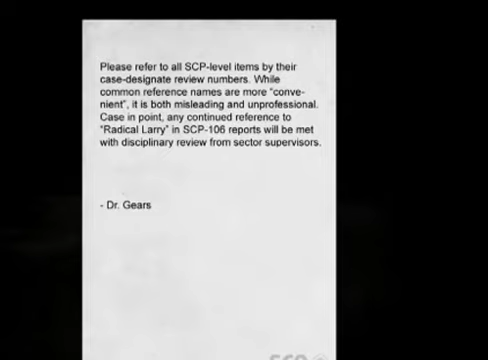 Please refer to all SCP-level items by their
case-designate review numbers. While
common reference names are more "conve-
nient", it is both misleading and unprofessional.
Case in point, any continued reference to
"Radical Larry" in SCP-106 reports will be met
with disciplinary review from sector supervisors.
- Dr. Gears